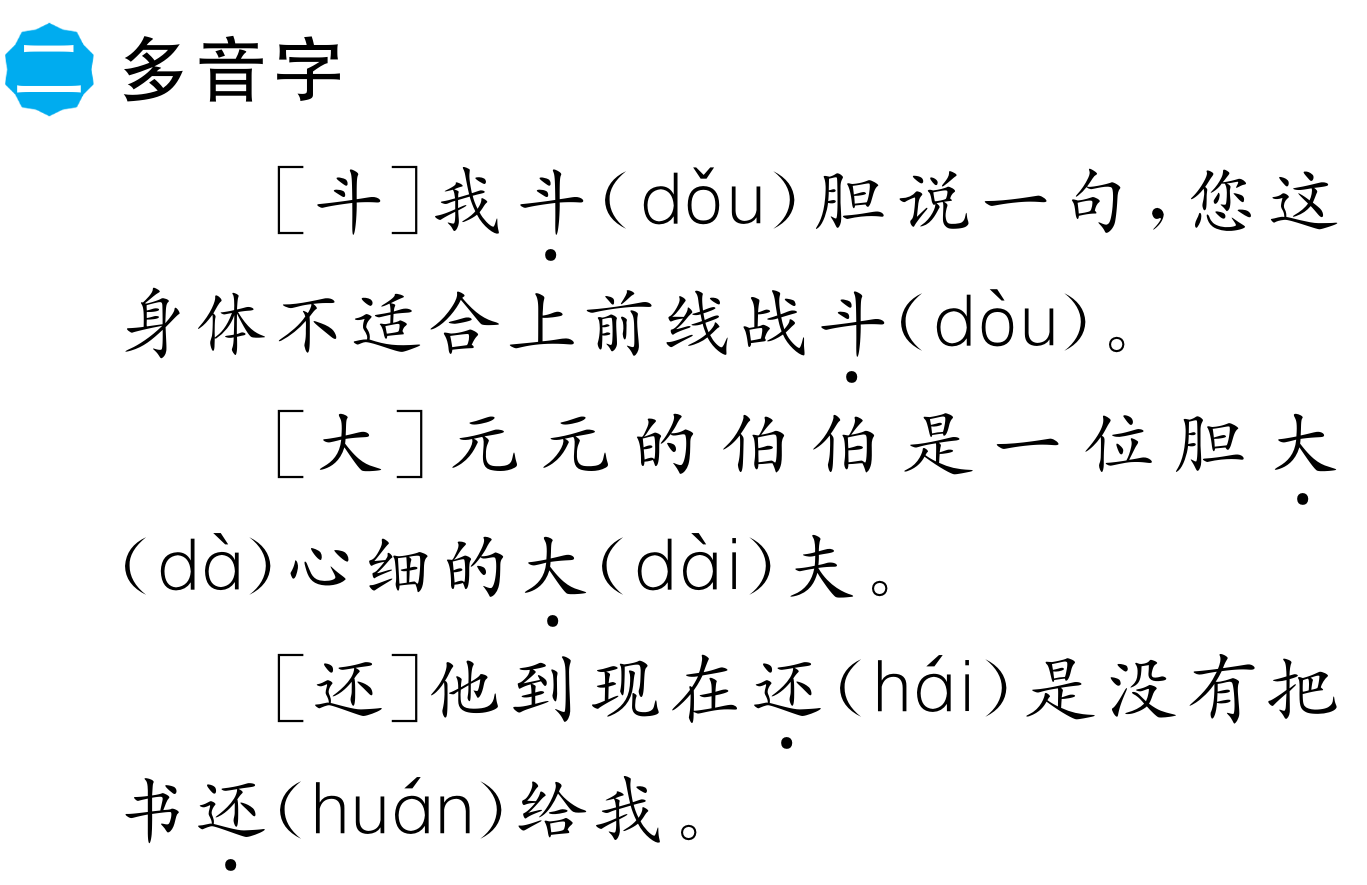 二 多音字
[斗]我斗(dǒu)胆说一句,您这
身体不适合上前线战斗(dòu)。
[大]元元的伯伯是一位胆大
(dà)心细的大(dài)夫。
[还]他到现在还(hái)是没有把
书还(huán)给我。